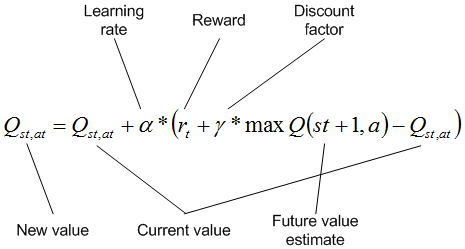 Learning rate
Reward
Discount factor
Q_{st,at} = Q_{st,at} + α * (r_t + γ * max Q(st + 1, a) − Q_{st,at})
New value
Current value
Future value estimate